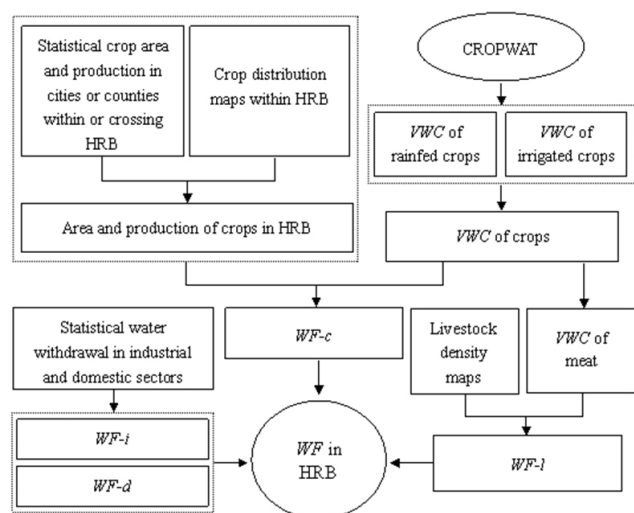 Statistical crop area
and production in
cities or counties
within or crossing
HRB
Crop distribution
maps within HRB
CROPWAT
VWC of
rainfed crops
VWC of
irrigated crops
Area and production of crops in HRB
VWC of crops
Statistical water
withdrawal in industrial
and domestic sectors
WF-c
Livestock
density
maps
VWC of
meat
WF-i
WF-d
WF in
HRB
WF-l